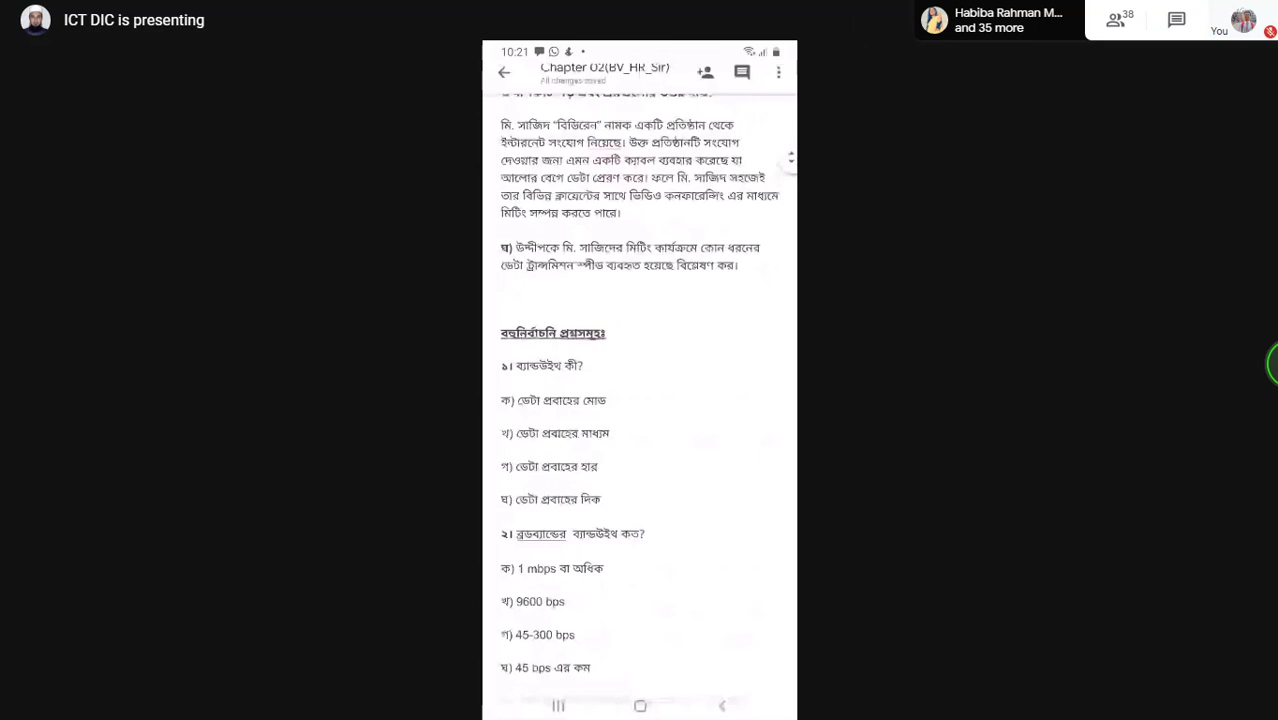 ICT DIC is presenting
Habiba Rahman M...
and 35 more
38
You
10:21
Chapter 02(BV_HR_Sir)
All changes saved
মি. সাজিদ “বিডিরেন” নামক একটি প্রতিষ্ঠান থেকে
ইন্টারনেট সংযোগ নিয়েছে। উক্ত প্রতিষ্ঠানটি সংযোগ
দেওয়ার জন্য এমন একটি ক্যাবল ব্যবহার করেছে যা
আলোর বেগে ডেটা প্রেরণ করে। ফলে মি. সাজিদ সহজেই
তার বিভিন্ন ক্লায়েন্টের সাথে ভিডিও কনফারেন্সিং এর মাধ্যমে
মিটিং সম্পন্ন করতে পারে।
ঘ) উদ্দীপকে মি. সাজিদের মিটিং কার্যক্রমে কোন ধরনের
ডেটা ট্রান্সমিশন স্পীড ব্যবহৃত হয়েছে বিশ্লেষণ কর।
বহুনির্বাচনি প্রশ্নসমূহঃ
১। ব্যান্ডউইথ কী?
ক) ডেটা প্রবাহের মোড
খ) ডেটা প্রবাহের মাধ্যম
গ) ডেটা প্রবাহের হার
ঘ) ডেটা প্রবাহের দিক
২। ব্রডব্যান্ডের ব্যান্ডউইথ কত?
ক) 1 mbps বা অধিক
খ) 9600 bps
গ) 45-300 bps
ঘ) 45 bps এর কম